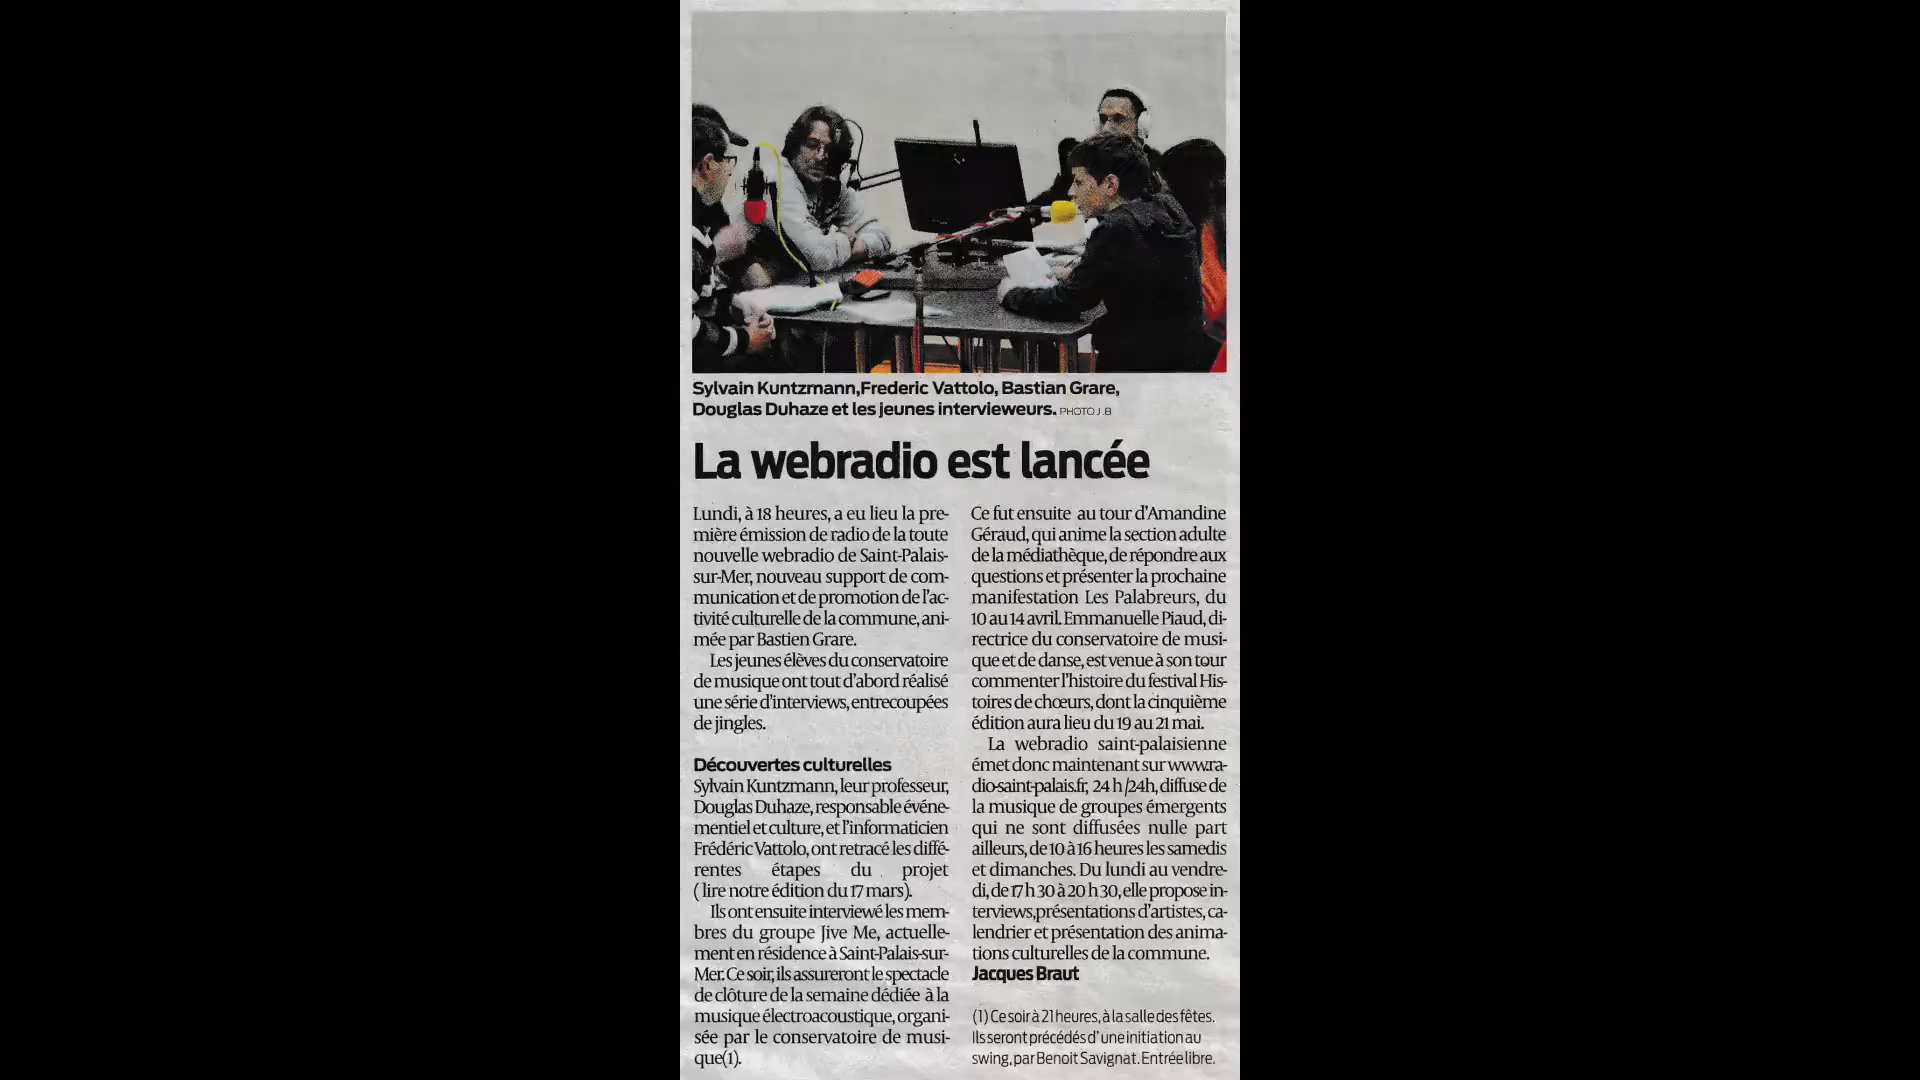 Sylvain Kuntzmann,Frederic Vattolo, Bastian Grare,
Douglas Duhaze et les jeunes intervieweurs. PHOTO J.B
La webradio est lancée
Lundi, à 18 heures, a eu lieu la pre-
mière émission de radio de la toute
nouvelle webradio de Saint-Palais-
sur-Mer, nouveau support de com-
munication et de promotion de l'ac-
tivité culturelle de la commune, ani-
mée par Bastien Grare.
Les jeunes élèves du conservatoire
de musique ont tout d'abord réalisé
une série d'interviews, entrecoupées
de jingles.
Découvertes culturelles
Sylvain Kuntzmann, leur professeur,
Douglas Duhaze, responsable événe-
mentiel et culture, et l'informaticien
Frédéric Vattolo, ont retracé les diffé-
rentes étapes du projet
( lire notre édition du 17 mars).
Ils ont ensuite interviewé les mem-
bres du groupe Jive Me, actuelle-
ment en résidence à Saint-Palais-sur-
Mer. Ce soir, ils assureront le spectacle
de clôture de la semaine dédiée à la
musique électroacoustique, organi-
sée par le conservatoire de musi-
que(1).
Ce fut ensuite au tour d'Amandine
Géraud, qui anime la section adulte
de la médiathèque, de répondre aux
questions et présenter la prochaine
manifestation Les Palabreurs, du
10 au 14 avril. Emmanuelle Piaud, di-
rectrice du conservatoire de musi-
que et de danse, est venue à son tour
commenter l'histoire du festival His-
toires de chœurs, dont la cinquième
édition aura lieu du 19 au 21 mai.
La webradio saint-palaisienne
émet donc maintenant sur www.ra-
dio-saint-palais.fr, 24 h /24h, diffuse de
la musique de groupes émergents
qui ne sont diffusées nulle part
ailleurs, de 10 à 16 heures les samedis
et dimanches. Du lundi au vendre-
di, de 17 h 30 à 20 h 30, elle propose in-
terviews,présentations d'artistes, ca-
lendrier et présentation des anima-
tions culturelles de la commune.
Jacques Braut
(1) Ce soir à 21 heures, à la salle des fêtes.
Ils seront précédés d' une initiation au
swing, par Benoit Savignat. Entrée libre.